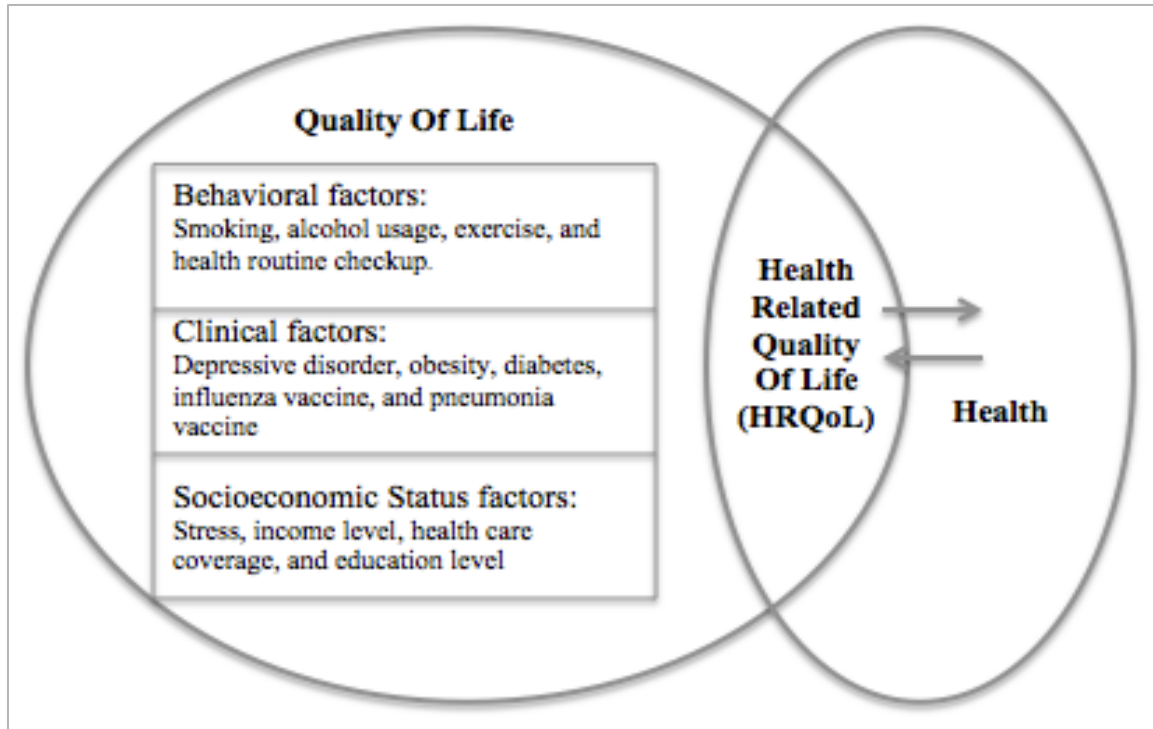 Quality Of Life
Behavioral factors:
Smoking, alcohol usage, exercise, and
health routine checkup.
Clinical factors:
Depressive disorder, obesity, diabetes,
influenza vaccine, and pneumonia
vaccine
Socioeconomic Status factors:
Stress, income level, health care
coverage, and education level
Health
Related
Quality
Of Life
(HRQoL)
Health